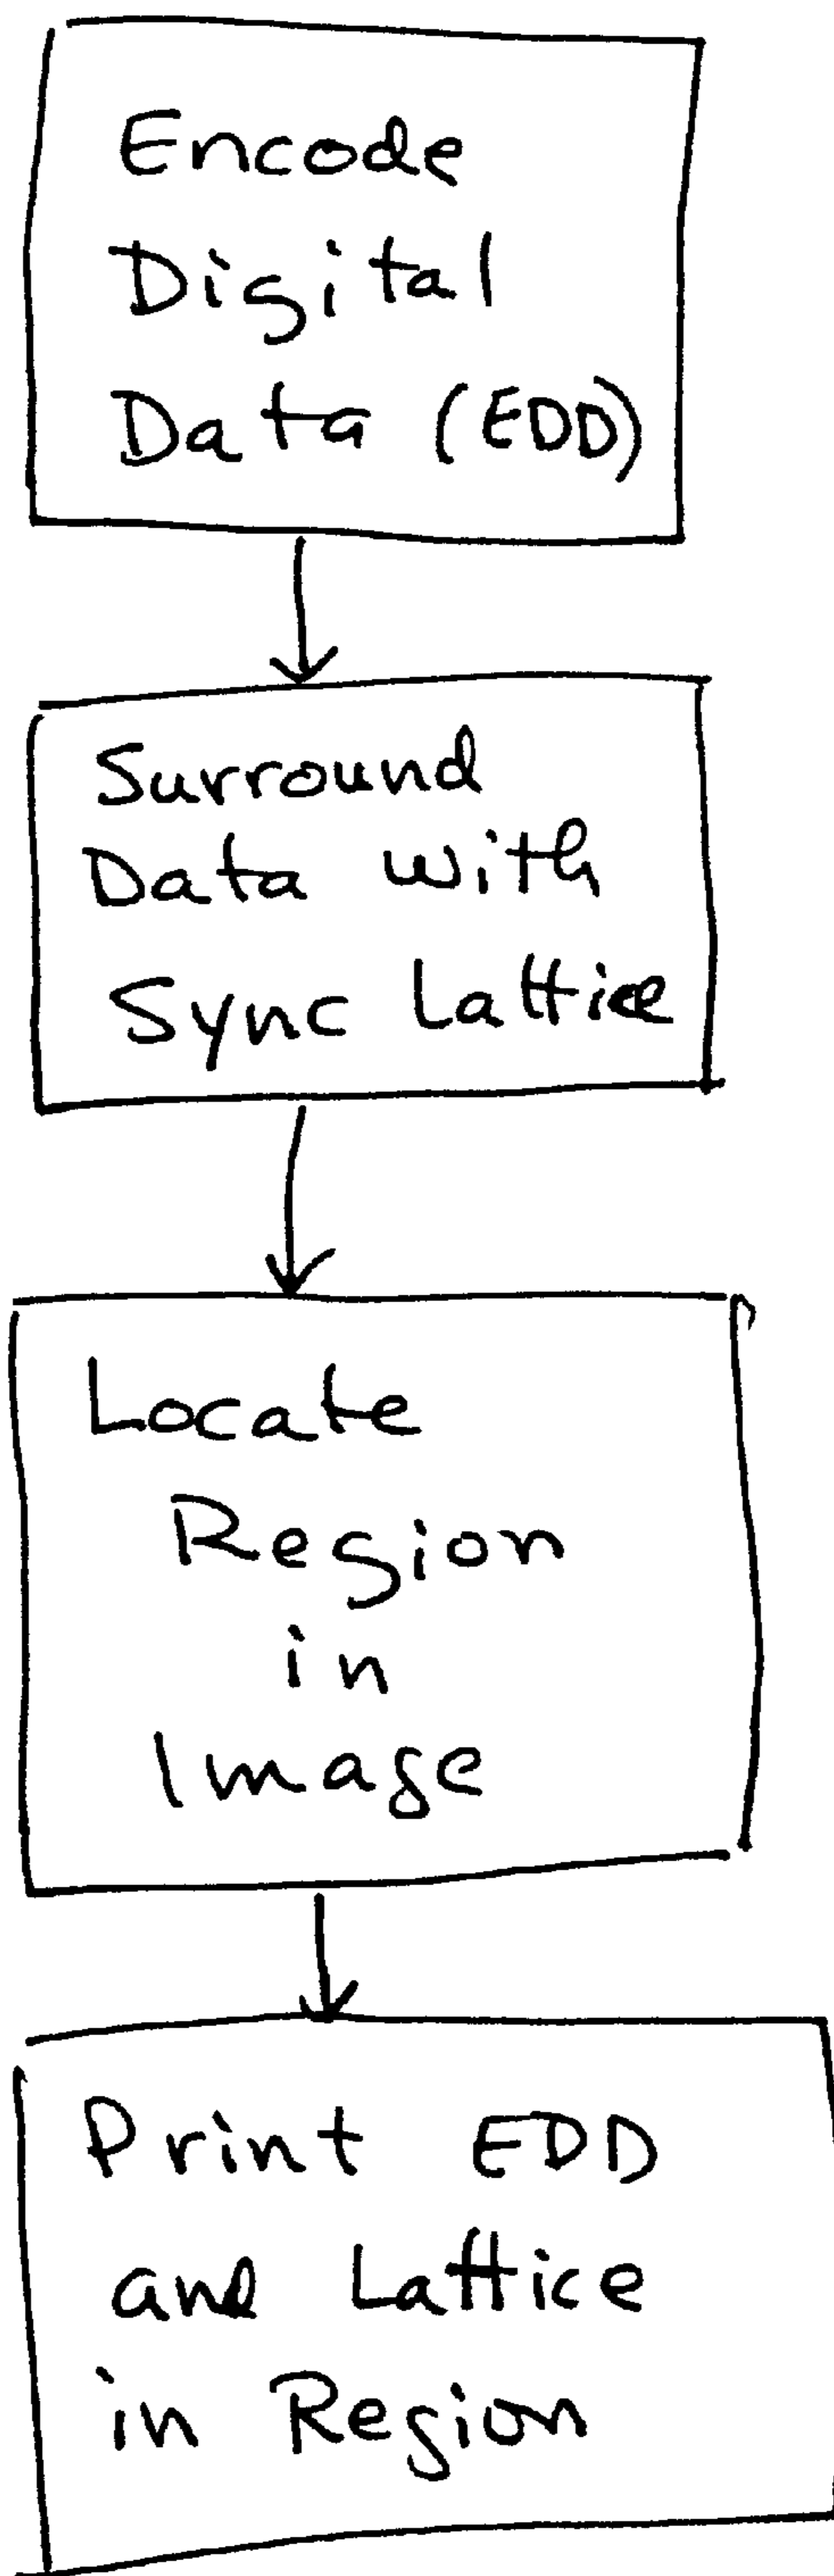 Encode
Digital
Data (EDD)
Surround
Data with
Sync Lattice
Locate
Region
in
Image
Print EDD
and Lattice
in Region